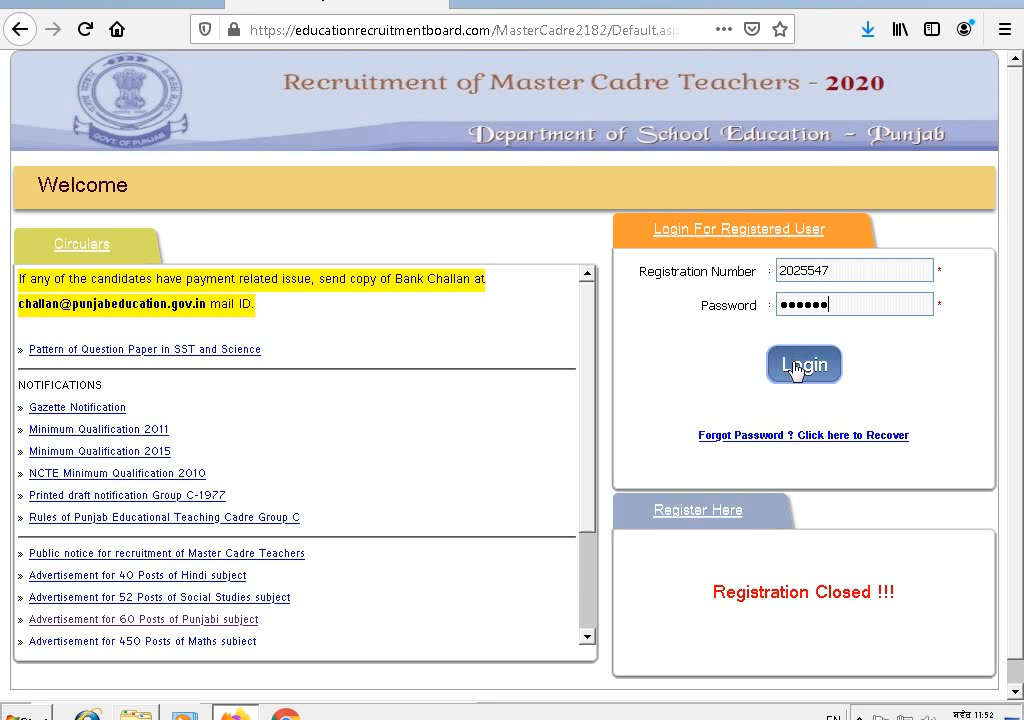 https://educationrecruitmentboard.com/MasterCadre2182/Default.asp
Recruitment of Master Cadre Teachers - 2020
Department of School Education - Punjab
GOVT. OF PUNJAB
Welcome
Circulars
If any of the candidates have payment related issue, send copy of Bank Challan at
challan@punjabeducation.gov.in mail ID.
» Pattern of Question Paper in SST and Science
NOTIFICATIONS
» Gazette Notification
» Minimum Qualification 2011
» Minimum Qualification 2015
» NCTE Minimum Qualification 2010
» Printed draft notification Group C-1977
» Rules of Punjab Educational Teaching Cadre Group C
» Public notice for recruitment of Master Cadre Teachers
» Advertisement for 40 Posts of Hindi subject
» Advertisement for 52 Posts of Social Studies subject
» Advertisement for 60 Posts of Punjabi subject
» Advertisement for 450 Posts of Maths subject
Login For Registered User
Registration Number : 2025547 *
Password : ●●●●●● *
Login
Forgot Password ? Click here to Recover
Register Here
Registration Closed !!!
EN
ਸਵੇਰ 11:52